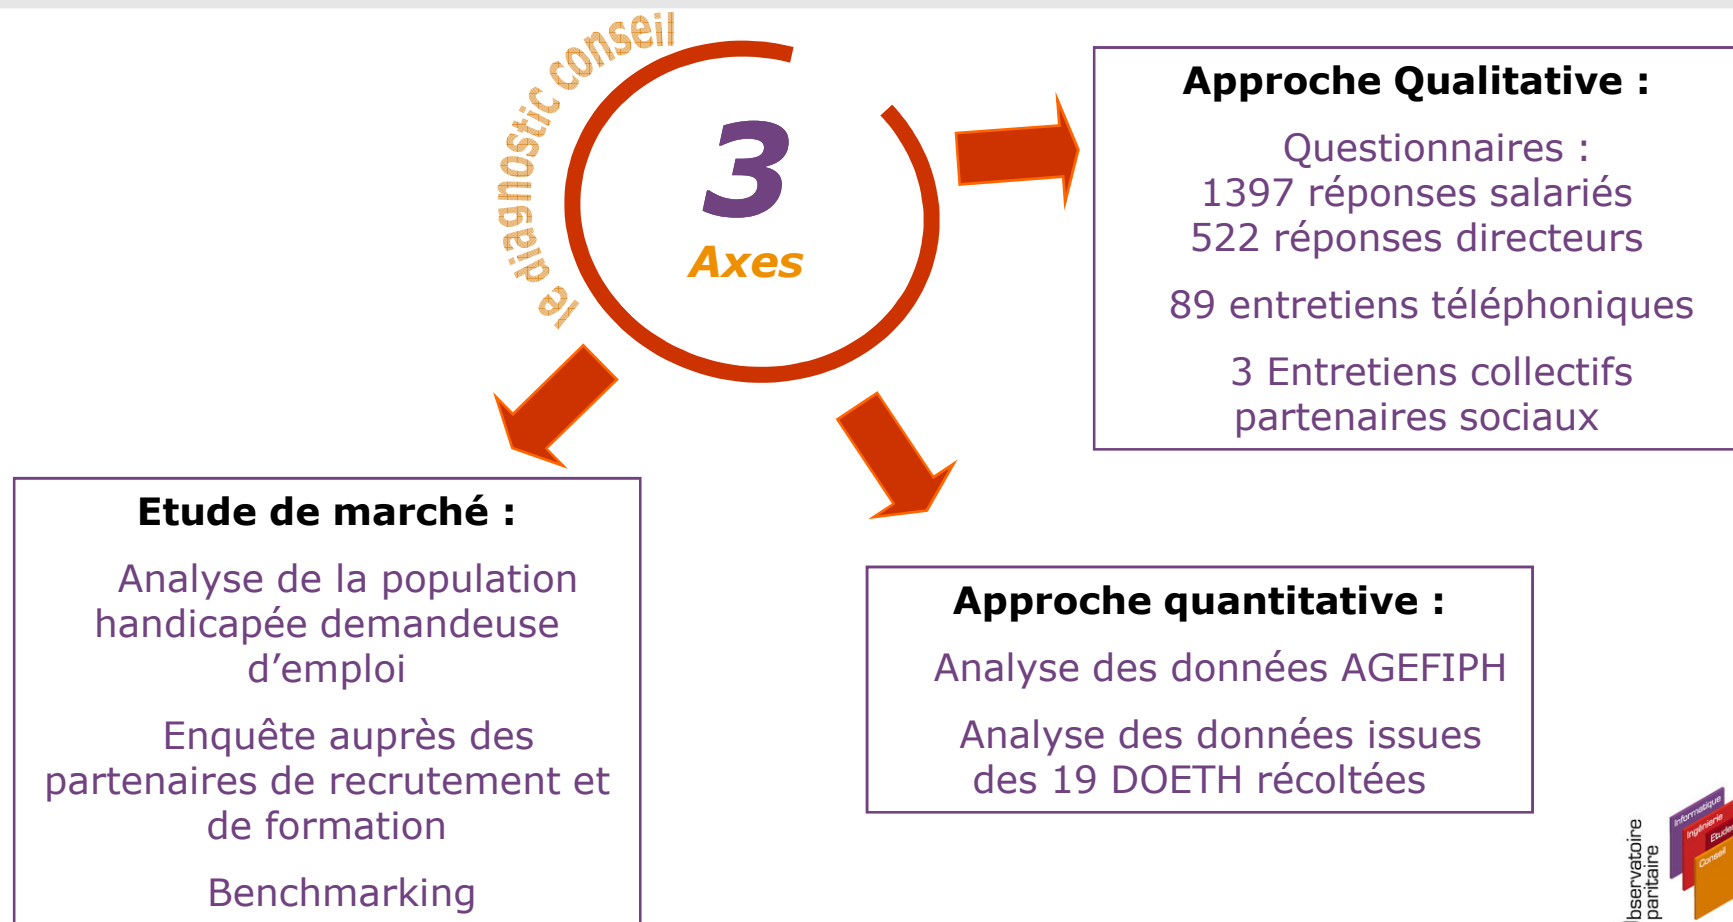 le diagnostic conseil
3
Axes
Approche Qualitative :
Questionnaires :
1397 réponses salariés
522 réponses directeurs
89 entretiens téléphoniques
3 Entretiens collectifs
partenaires sociaux
Etude de marché :
Analyse de la population
handicapée demandeuse
d’emploi
Enquête auprès des
partenaires de recrutement et
de formation
Benchmarking
Approche quantitative :
Analyse des données AGEFIPH
Analyse des données issues
des 19 DOETH récoltées
bservatoire
paritaire
Informatique
Ingénierie
Etudes
Conseil